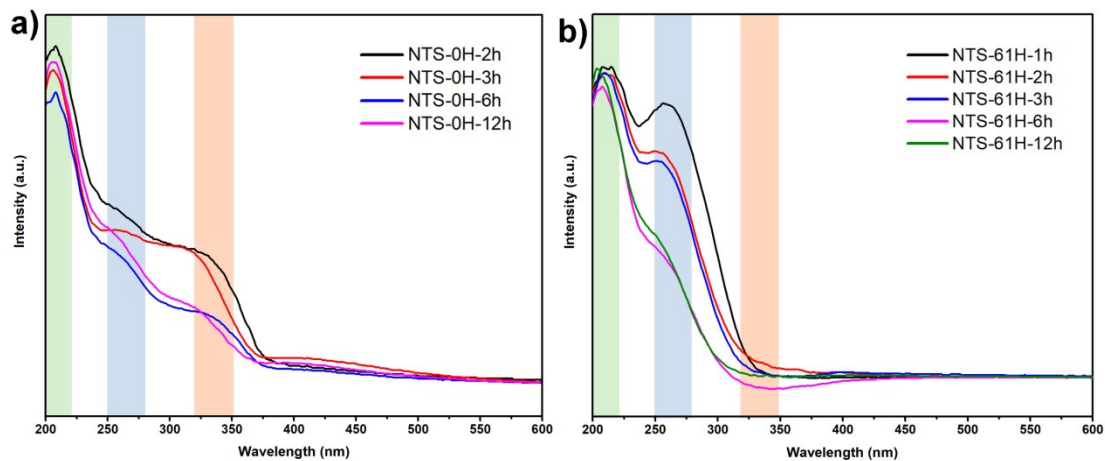 a)
NTS-0H-2h
NTS-0H-3h
NTS-0H-6h
NTS-0H-12h
Intensity (a.u.)
200 250 300 350 400 450 500 550 600
Wavelength (nm)
b)
NTS-61H-1h
NTS-61H-2h
NTS-61H-3h
NTS-61H-6h
NTS-61H-12h
Intensity (a.u.)
200 250 300 350 400 450 500 550 600
Wavelength (nm)